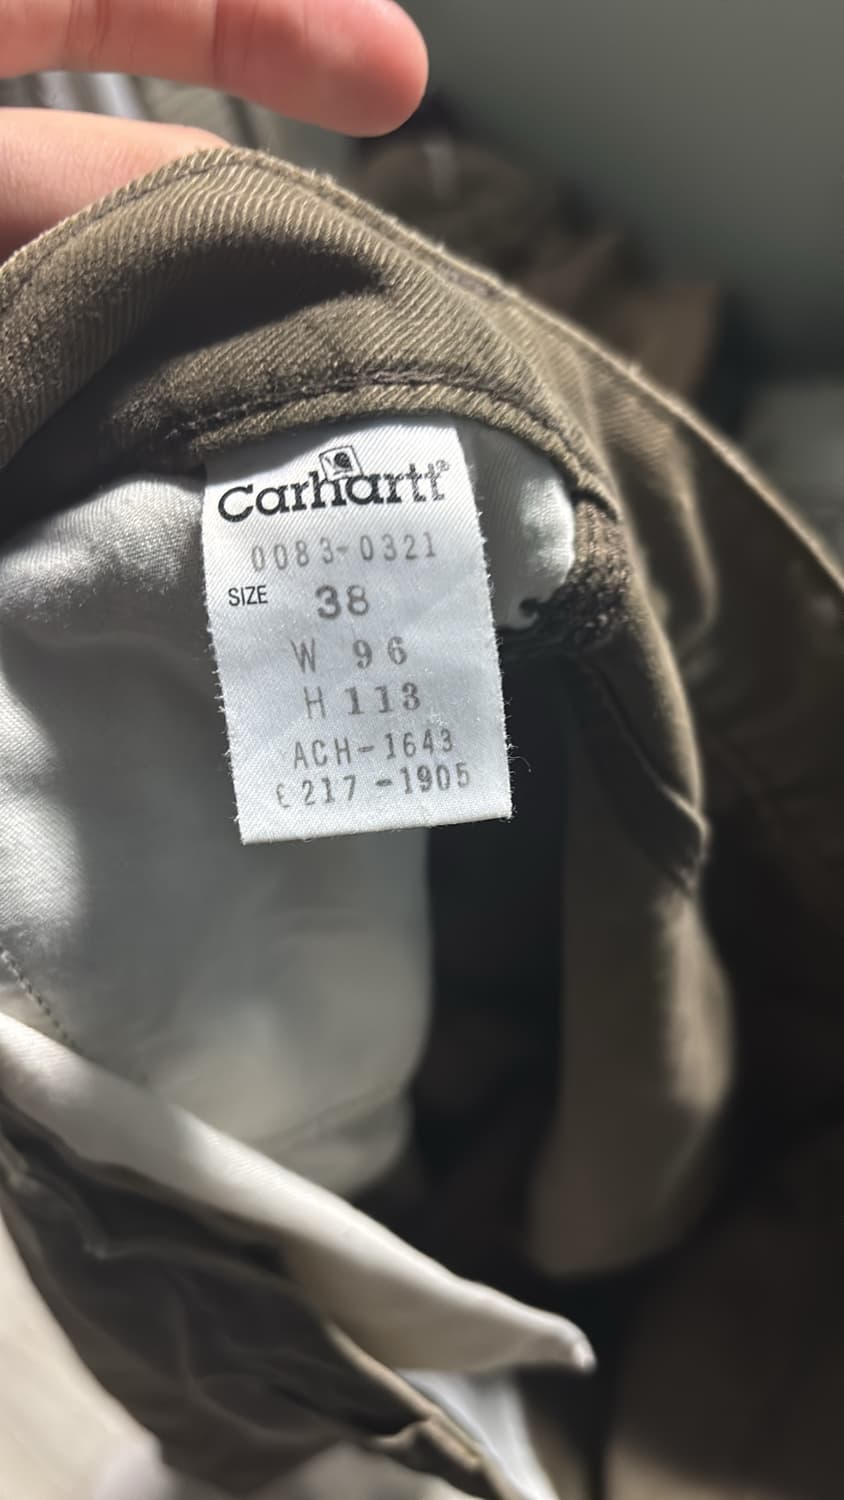 Carhartt®
0083-0321
SIZE 38
W 96
H 113
ACH-1643
€217-1905